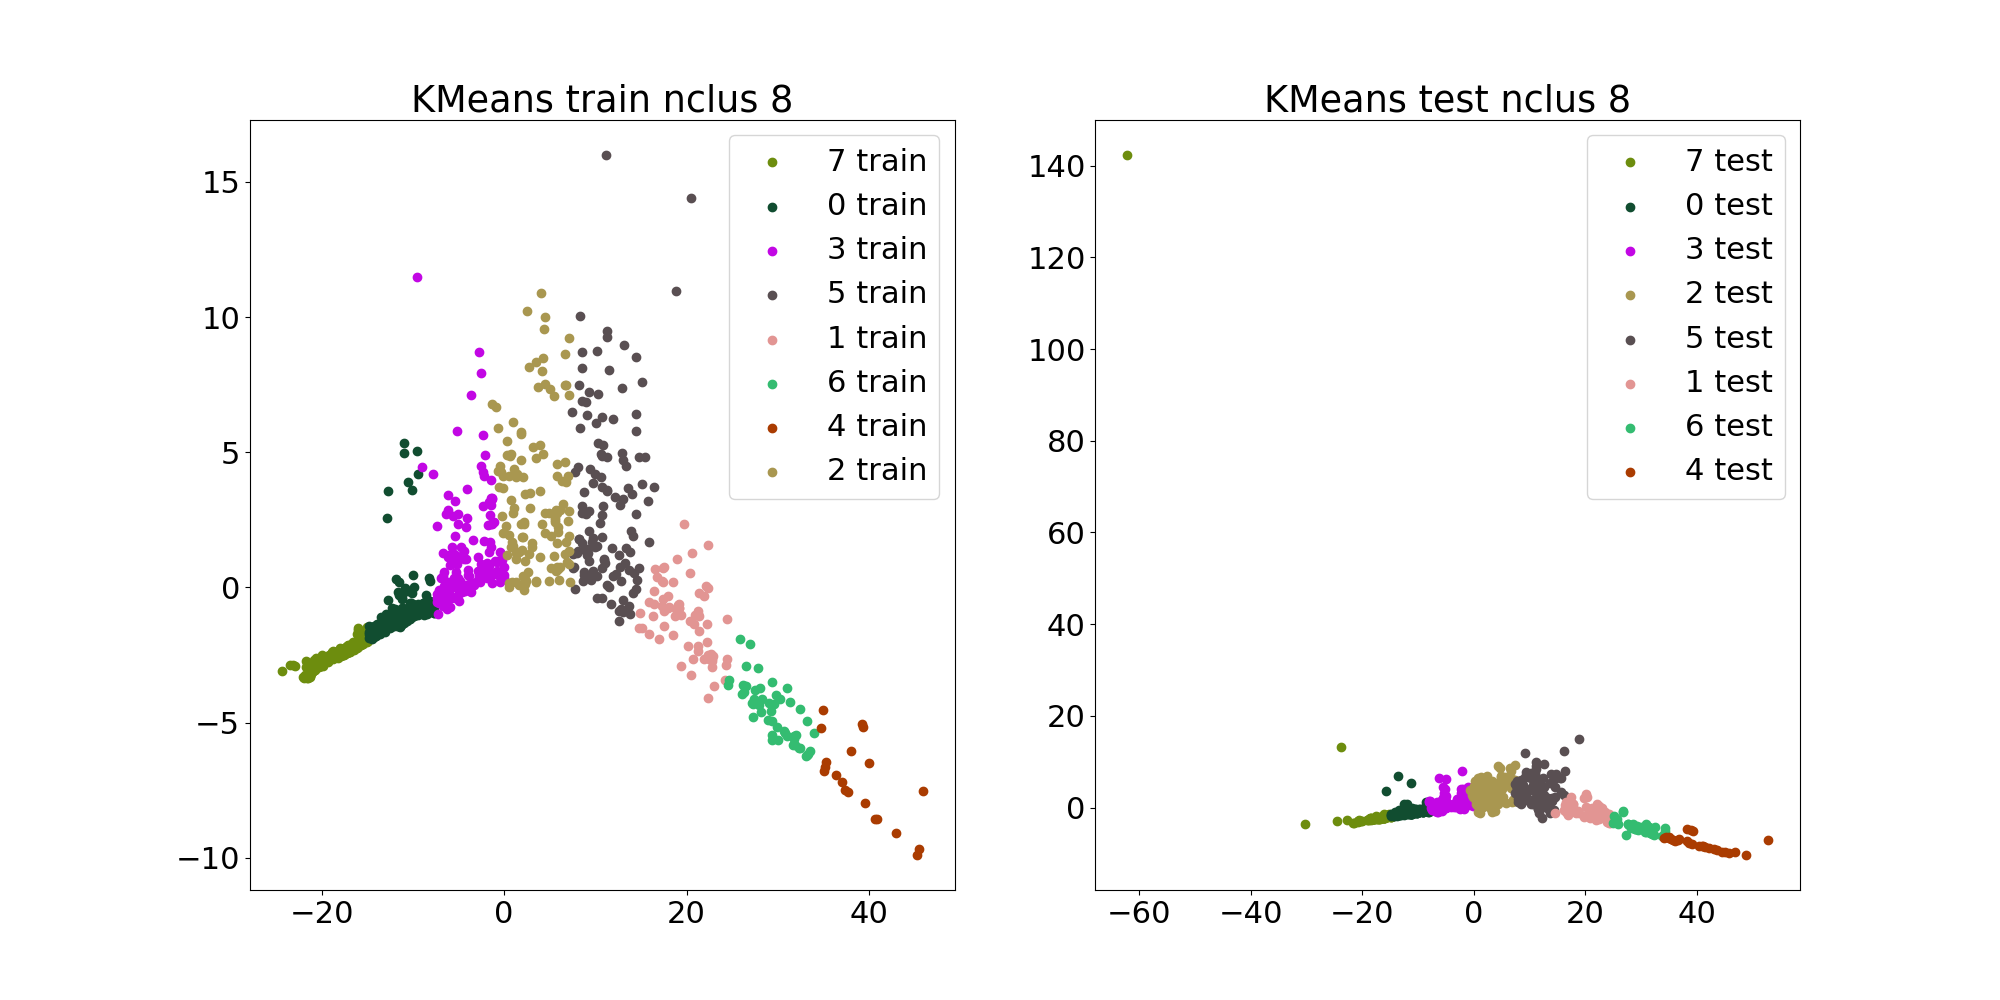 KMeans train nclus 8
15
10
5
0
−5
−10
−20
0
20
40
7 train
0 train
3 train
5 train
1 train
6 train
4 train
2 train
KMeans test nclus 8
140
120
100
80
60
40
20
0
−60
−40
−20
0
20
40
7 test
0 test
3 test
2 test
5 test
1 test
6 test
4 test